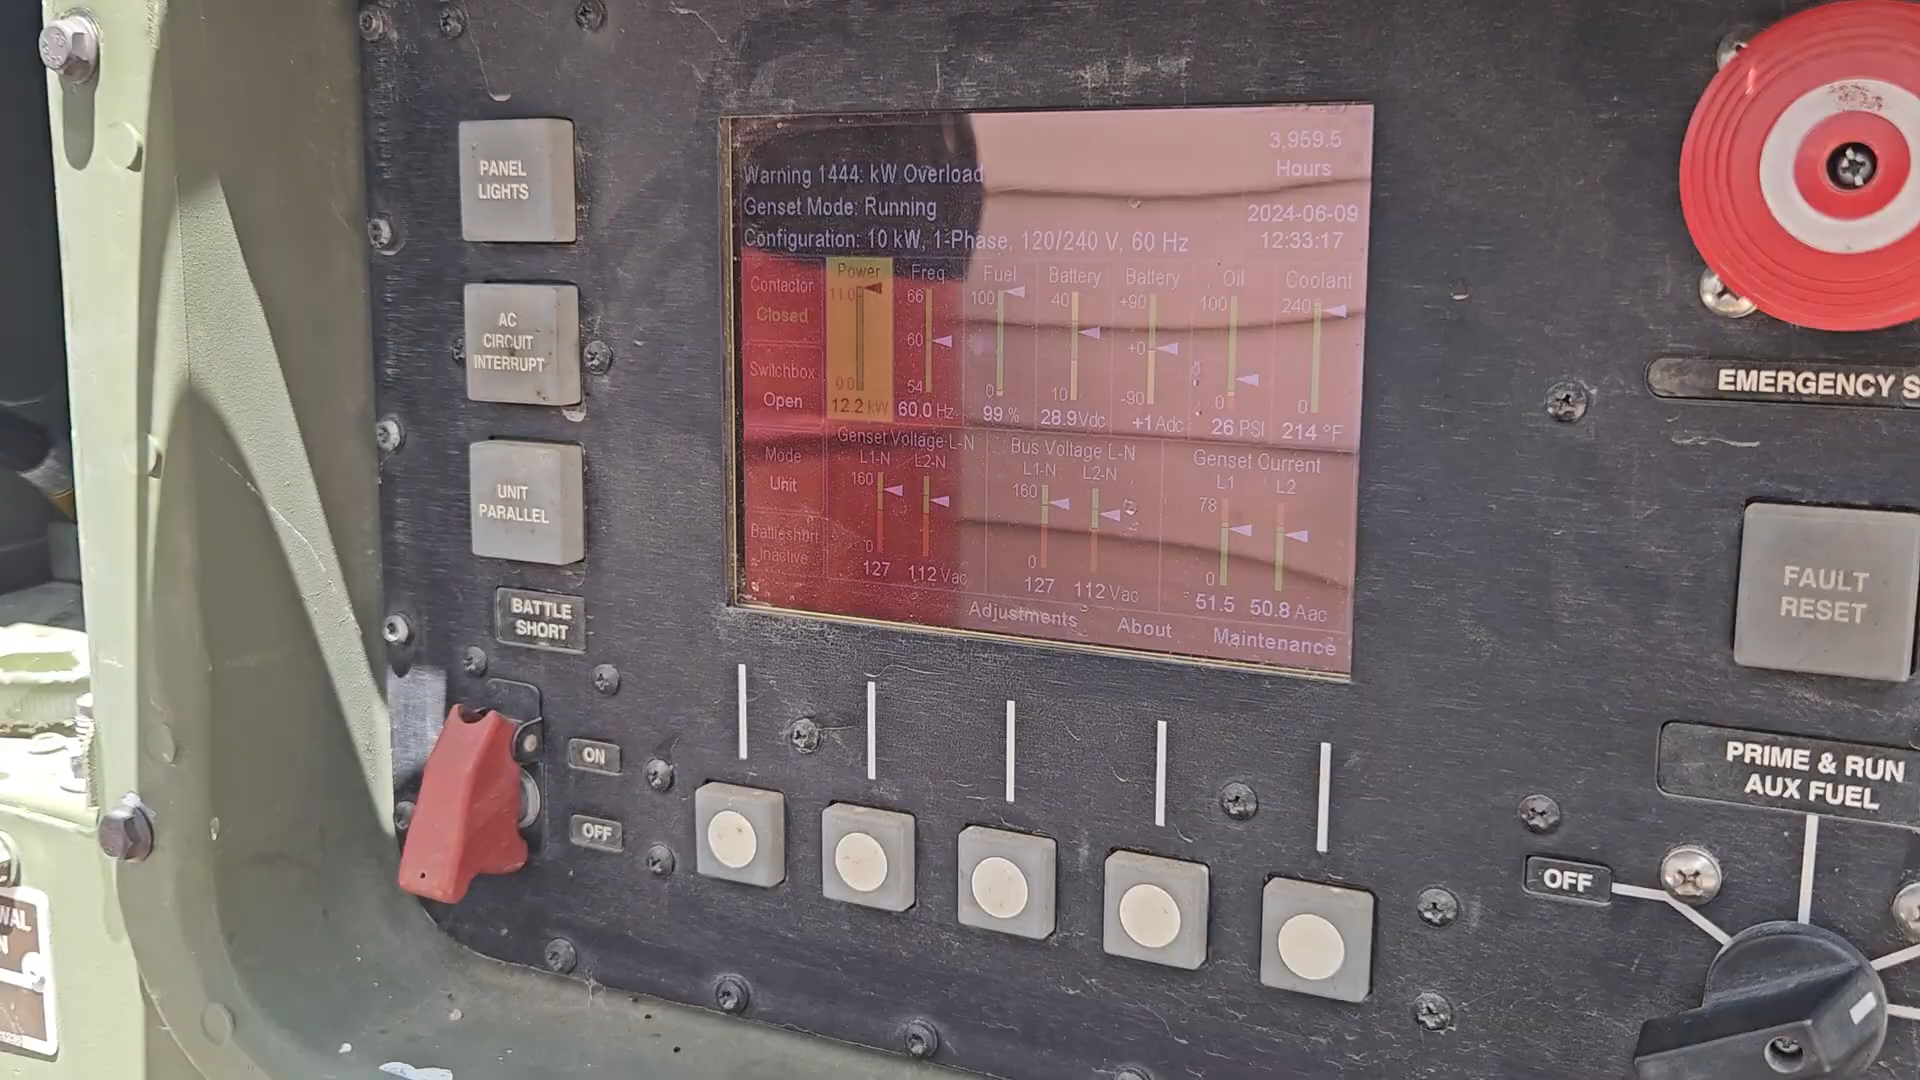 PANEL
LIGHTS
AC
CIRCUIT
INTERRUPT
UNIT
PARALLEL
BATTLE
SHORT
ON
OFF
3,959.5
Hours
Warning 1444: kW Overload
Genset Mode: Running
2024-06-09
Configuration: 10 kW, 1-Phase, 120/240 V, 60 Hz
12:33:17
Contactor
Closed
Switchbox
Open
Mode
Unit
Battleshort
Inactive
Power
12.2 kW
Freq
66
60
54
60.0 Hz
Fuel
100
0
99 %
Battery
40
10
28.9 Vdc
Battery
+90
+0
-90
+1 Adc
Oil
100
0
26 PSI
Coolant
240
0
214 °F
Genset Voltage L-N
L1-N L2-N
160
0
127 112 Vac
Bus Voltage L-N
L1-N L2-N
160
0
127 112 Vac
Genset Current
L1 L2
78
0
51.5 50.8 Aac
Adjustments About Maintenance
EMERGENCY S
FAULT
RESET
PRIME & RUN
AUX FUEL
OFF
WAL
N